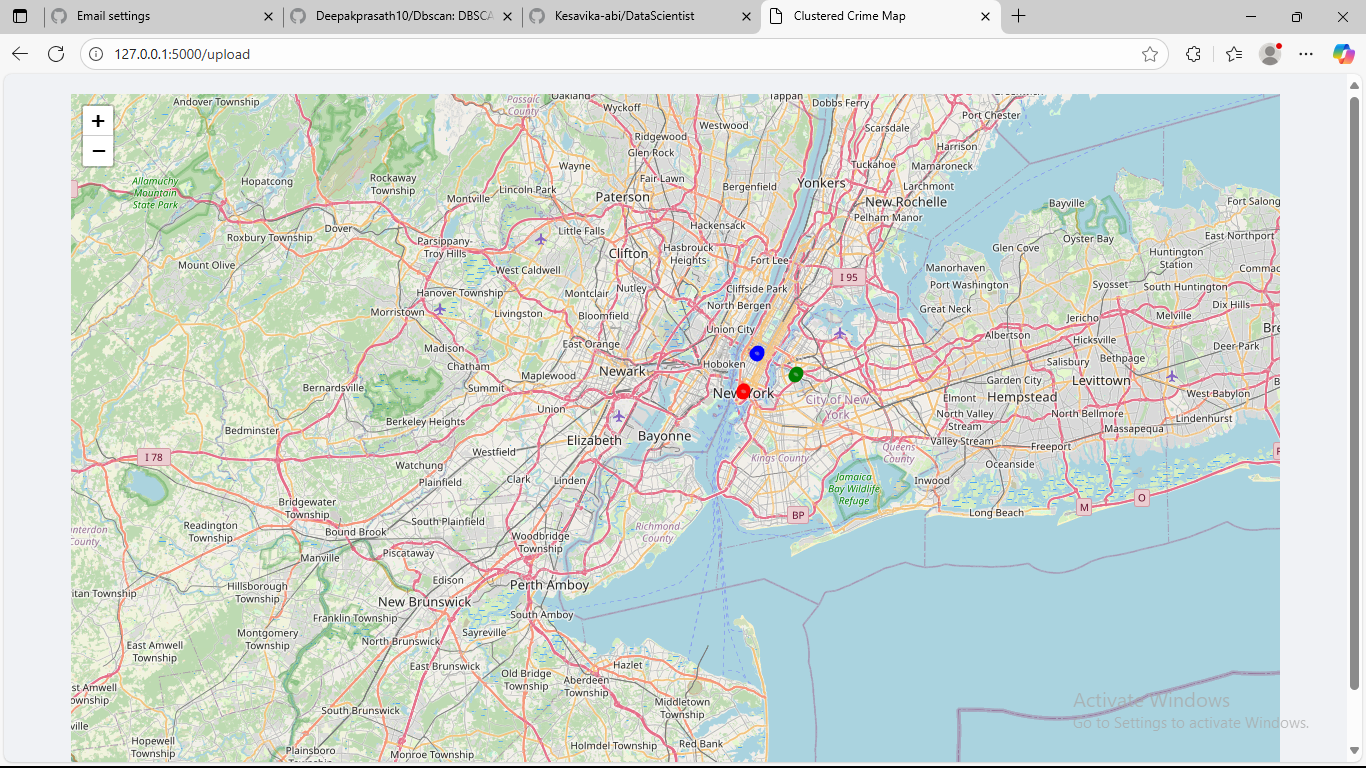 Email settings
Deepakprasath10/Dbscan: DBSCA
Kesavika-abi/DataScientist
Clustered Crime Map
127.0.0.1:5000/upload
+
−
Andover Township
Passaic
County
Oakland
Wyckoff
Tappan
Dobbs Ferry
Port Chester
Westwood
Scarsdale
Ridgewood
Glen Rock
Harrison
Wayne
Tuckahoe
Mamaroneck
Allamuchy
Mountain
State Park
Hopatcong
Rockaway
Township
Fair Lawn
Lincoln Park
Bergenfield
Yonkers
Larchmont
Montville
Paterson
New Rochelle
Bayville
Fort Salong
Pelham Manor
Dover
Hackensack
Roxbury Township
Little Falls
Parsippany-
Troy Hills
Clifton
Hasbrouck
Heights
Glen Cove
Oyster Bay
East Northport
Huntington
Station
Mount Olive
West Caldwell
Fort Lee
Manorhaven
Commac
I 95
Port Washington
Syosset
South Huntington
Hanover Township
Montclair
Nutley
Cliffside Park
Dix Hills
North Bergen
Great Neck
Morristown
Livingston
Bloomfield
Jericho
Melville
Union City
Albertson
Hicksville
Bre
East Orange
Deer Park
Madison
Salisbury
Bethpage
Chatham
Hoboken
Newark
Maplewood
Garden City
Levittown
Bernardsville
Summit
New York
City of New
York
Elmont
Hempstead
West Babylon
Union
North Valley
Stream
North Bellmore
Lindenhurst
Berkeley Heights
Massapequa
Bedminster
Elizabeth
Bayonne
Valley Stream
Freeport
Queens
County
I 78
Westfield
Kings County
Oceanside
Watchung
Plainfield
Clark
Linden
Jamaica
Bay Wildlife
Refuge
Inwood
Bridgewater
Township
M
O
Long Beach
BP
Readington
Township
South Plainfield
Richmond
County
Bound Brook
Woodbridge
Township
Manville
Piscataway
Edison
Perth Amboy
Hillsborough
Township
New Brunswick
Franklin Township
South Amboy
Montgomery
Township
North Brunswick
Sayreville
East Amwell
Township
East Brunswick
Hazlet
Old Bridge
Township
Aberdeen
Township
Middletown
Township
South Brunswick
Hopewell
Township
Plainsboro
Monroe Township
Holmdel Township
Red Bank
Activate Windows
Go to Settings to activate Windows.